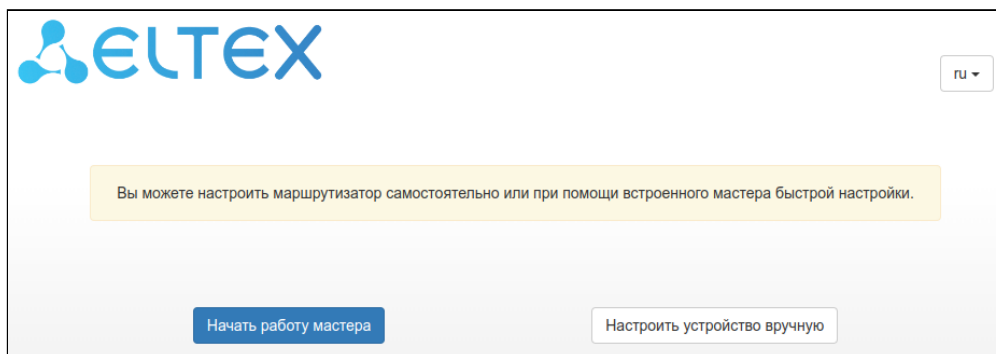 ELTEX
ru
Вы можете настроить маршрутизатор самостоятельно или при помощи встроенного мастера быстрой настройки.
Начать работу мастера
Настроить устройство вручную